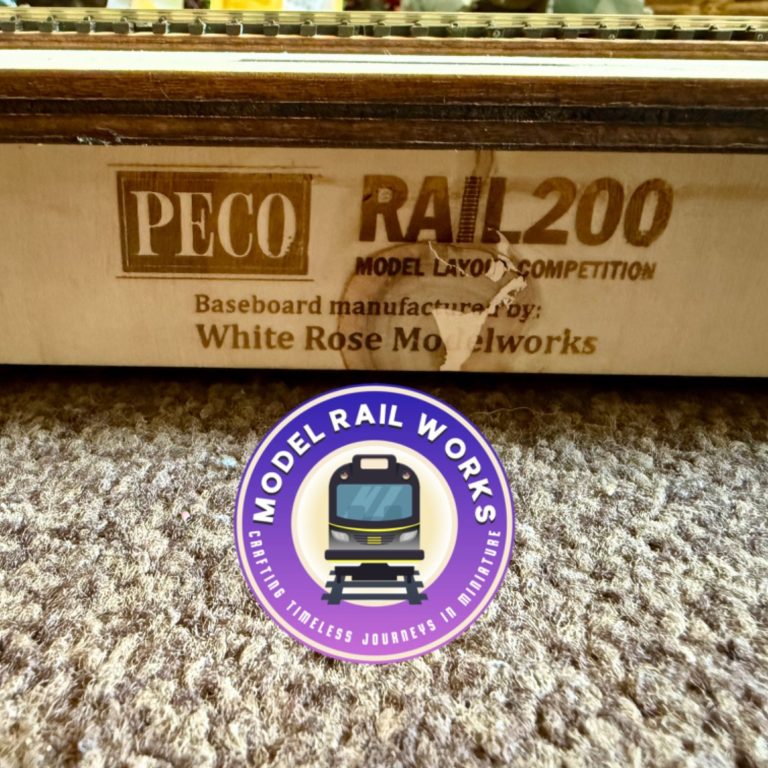 PECO
RAIL200
MODEL LAYOUT COMPETITION
Baseboard manufactured by:
White Rose Modelworks
MODEL RAIL WORKS
CRAFTING TIMELESS JOURNEYS IN MINIATURE